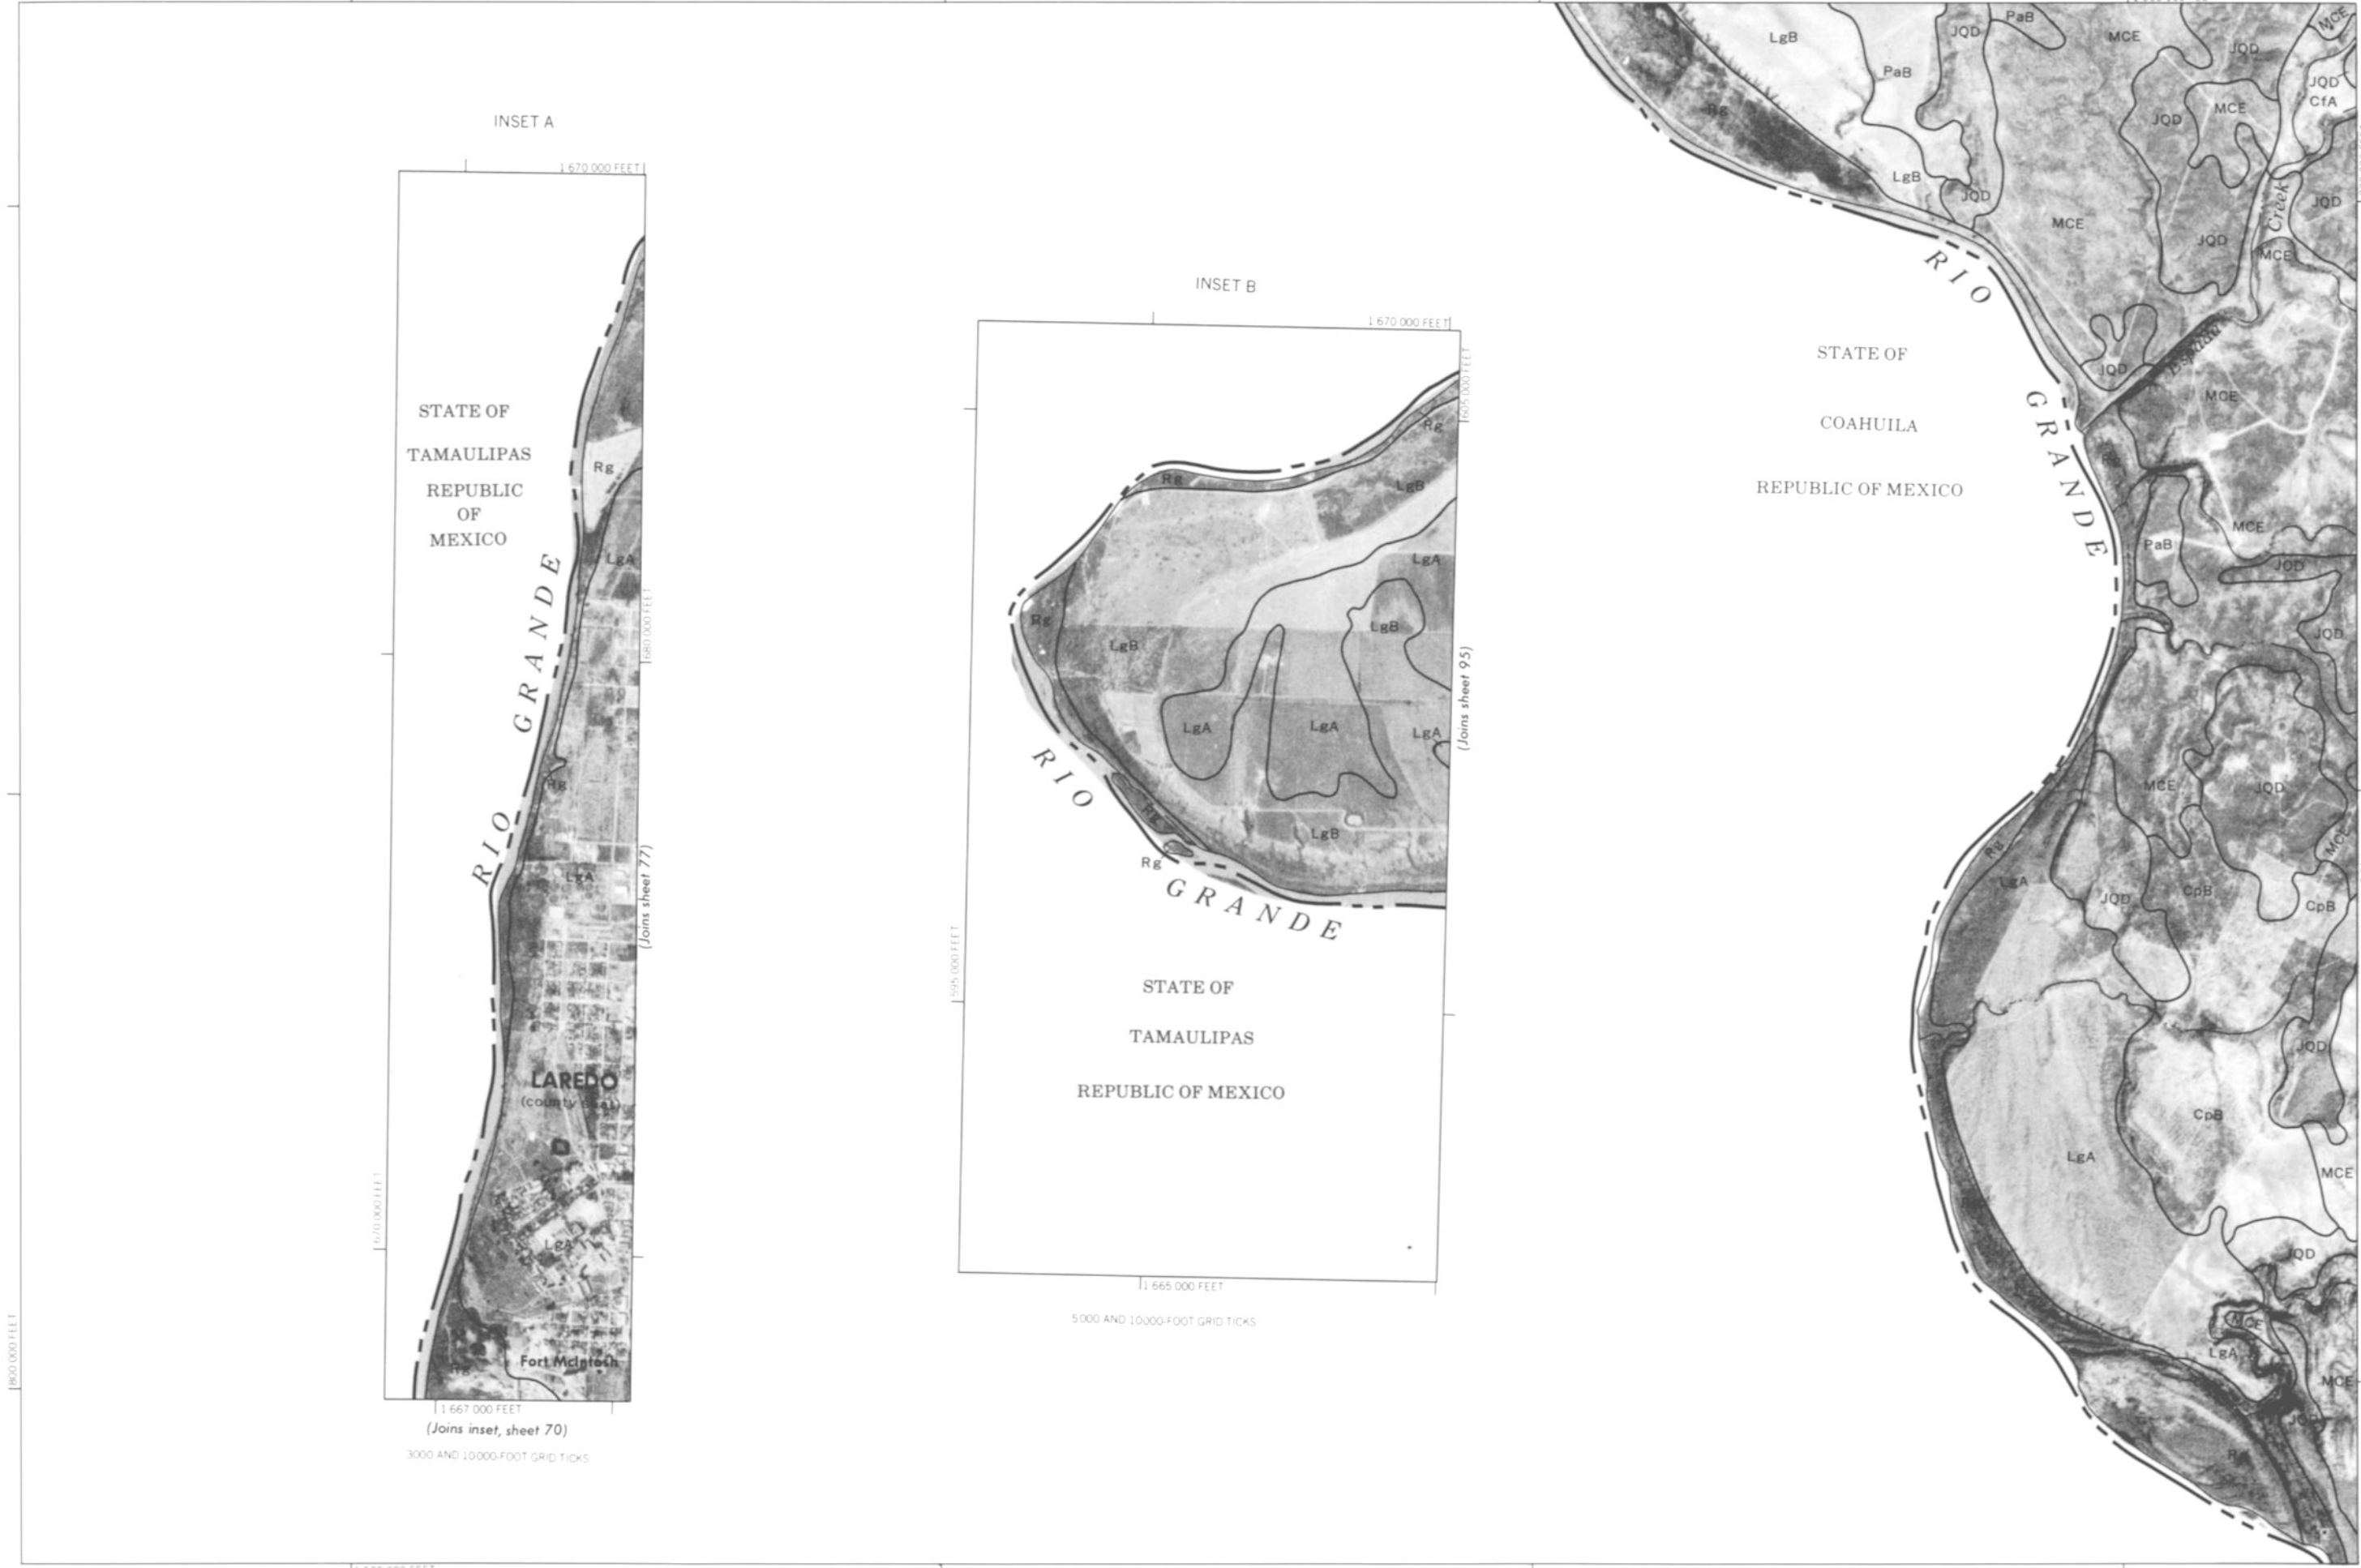 INSET A
1 670 000 FEET
STATE OF
TAMAULIPAS
REPUBLIC
OF
MEXICO
RIO GRANDE
Rg
LgA
680 000 FEET
Rg
LgA
(Joins sheet 77)
LAREDO
(county seat)
LgA
670 000 FEET
Rg
Fort McIntosh
1 667 000 FEET
(Joins inset, sheet 70)
3000 AND 10 000-FOOT GRID TICKS
800 000 FEET
INSET B
1 670 000 FEET
605 000 FEET
Rg
Rg
LgB
LgA
Rg
LgB
LgB
LgA
LgA
LgA
(Joins sheet 95)
Rg
LgB
Rg
RIO
GRANDE
595 000 FEET
STATE OF
TAMAULIPAS
REPUBLIC OF MEXICO
1 665 000 FEET
5000 AND 10 000-FOOT GRID TICKS
LgB
JQD
PaB
MCE
MCE
JQD
PaB
JQD
CfA
Rg
JQD
MCE
LgB
JQD
JQD
MCE
JQD
Creek
MCE
RIO
GRANDE
STATE OF
COAHUILA
REPUBLIC OF MEXICO
JQD
MCE
MCE
PaB
JQD
JQD
MCE
JQD
MCE
Rg
LgA
JQD
CpB
CpB
JQD
CpB
LgA
MCE
JQD
MCE
LgA
MCE
JQD
Rg